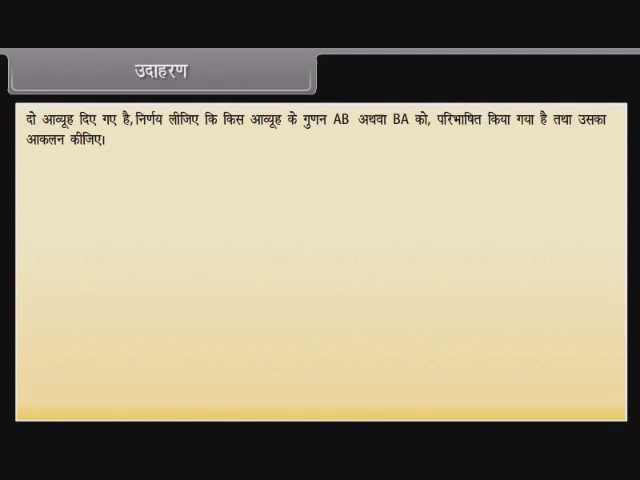 उदाहरण
दो आव्यूह दिए गए है,निर्णय लीजिए कि किस आव्यूह के गुणन AB अथवा BA को, परिभाषित किया गया है तथा उसका
आकलन कीजिए।